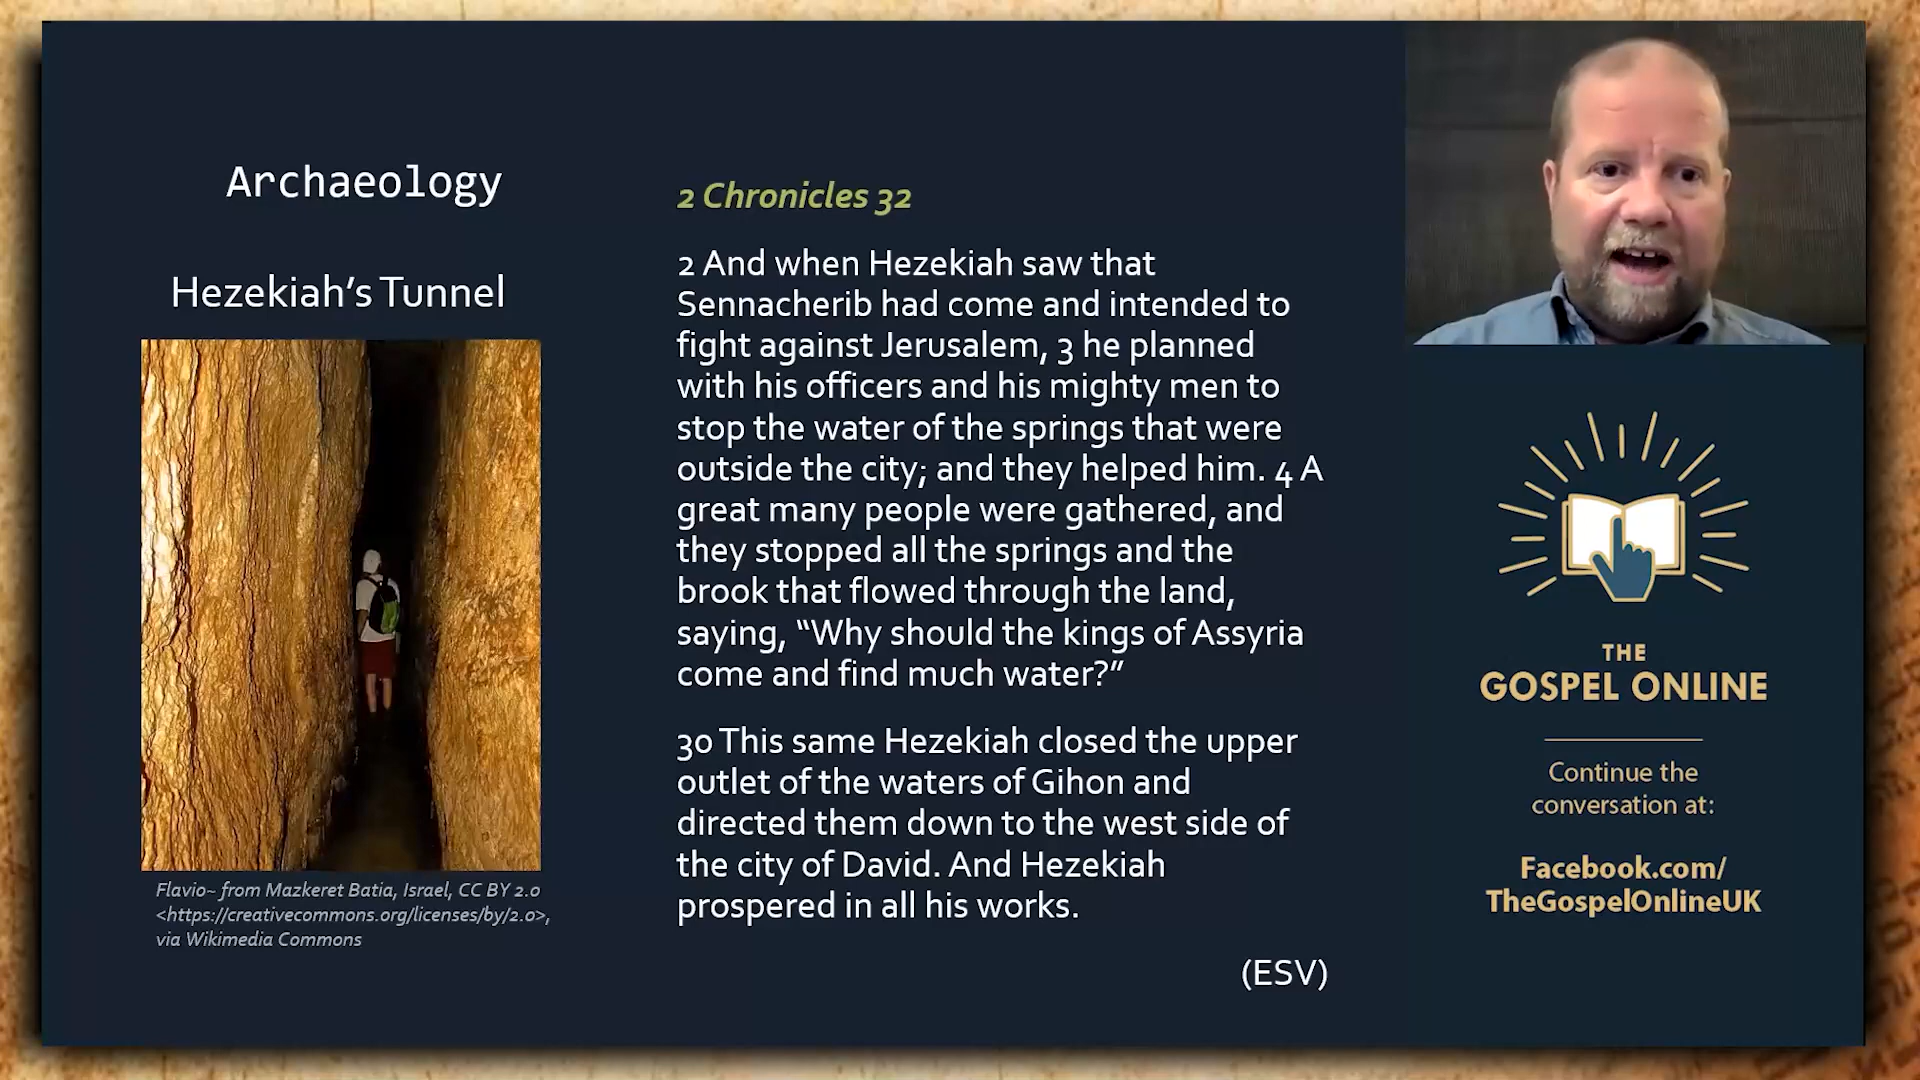 Archaeology
Hezekiah’s Tunnel
Flavio~ from Mazkeret Batia, Israel, CC BY 2.0
<https://creativecommons.org/licenses/by/2.0>,
via Wikimedia Commons
2 Chronicles 32
2 And when Hezekiah saw that
Sennacherib had come and intended to
fight against Jerusalem, 3 he planned
with his officers and his mighty men to
stop the water of the springs that were
outside the city; and they helped him. 4 A
great many people were gathered, and
they stopped all the springs and the
brook that flowed through the land,
saying, “Why should the kings of Assyria
come and find much water?”
30 This same Hezekiah closed the upper
outlet of the waters of Gihon and
directed them down to the west side of
the city of David. And Hezekiah
prospered in all his works.
(ESV)
THE
GOSPEL ONLINE
Continue the
conversation at:
Facebook.com/
TheGospelOnlineUK